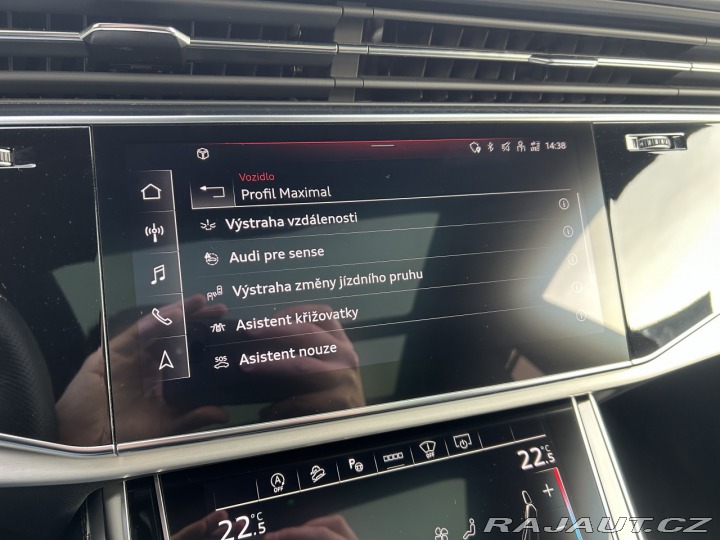 14:38
Vozidlo
Profil Maximal
Výstraha vzdálenosti
Audi pre sense
Výstraha změny jízdního pruhu
Asistent křižovatky
SOS
Asistent nouze
A
OFF
P
OFF
22.5 °C
22.5 °C
RAJAUT.CZ